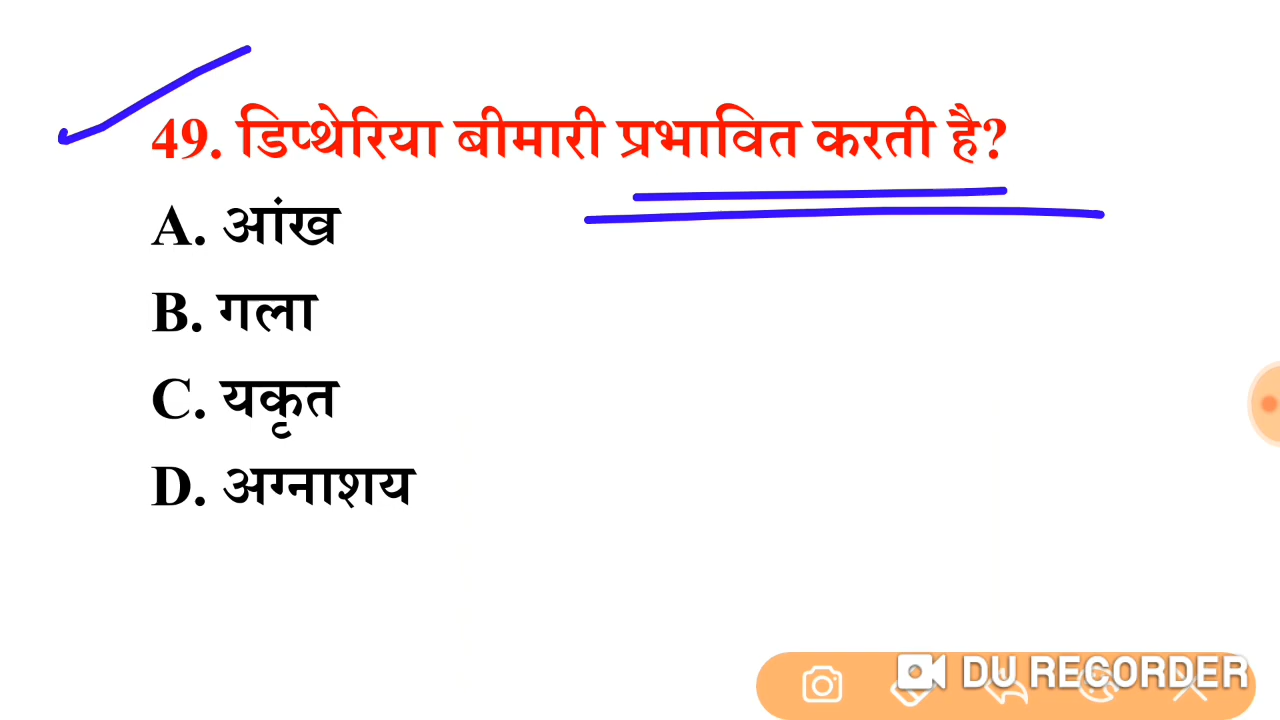 49. डिप्थेरिया बीमारी प्रभावित करती है?
A. आंख
B. गला
C. यकृत
D. अग्नाशय
DU RECORDER